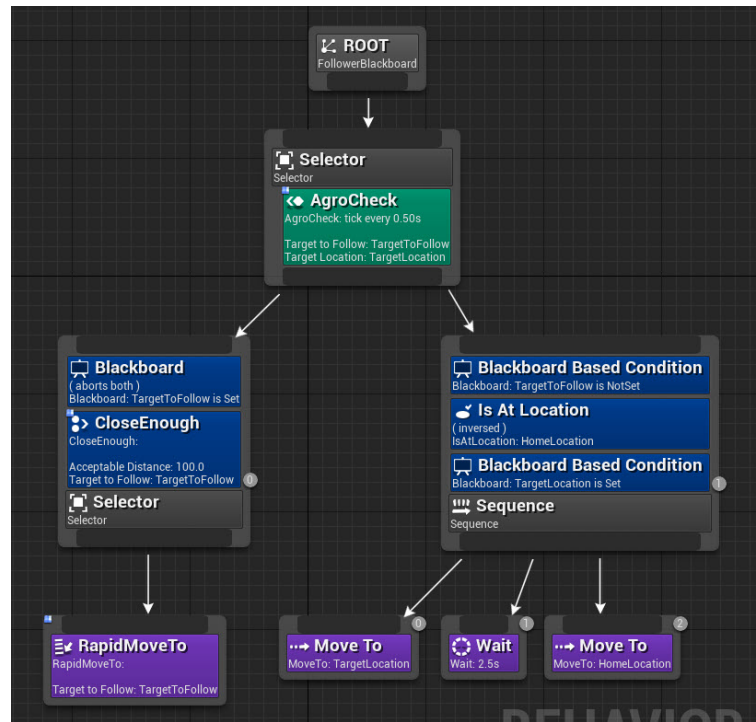 ROOT
FollowerBlackboard
Selector
Selector
AgroCheck
AgroCheck: tick every 0.50s
Target to Follow: TargetToFollow
Target Location: TargetLocation
Blackboard
( aborts both )
Blackboard: TargetToFollow is Set
CloseEnough
CloseEnough:
Acceptable Distance: 100.0
Target to Follow: TargetToFollow
0
Selector
Selector
Blackboard Based Condition
Blackboard: TargetToFollow is NotSet
Is At Location
( inversed )
IsAtLocation: HomeLocation
Blackboard Based Condition
Blackboard: TargetLocation is Set
1
Sequence
Sequence
RapidMoveTo
RapidMoveTo:
Target to Follow: TargetToFollow
0
Move To
MoveTo: TargetLocation
1
Wait
Wait: 2.5s
2
Move To
MoveTo: HomeLocation
BEHAVIOR